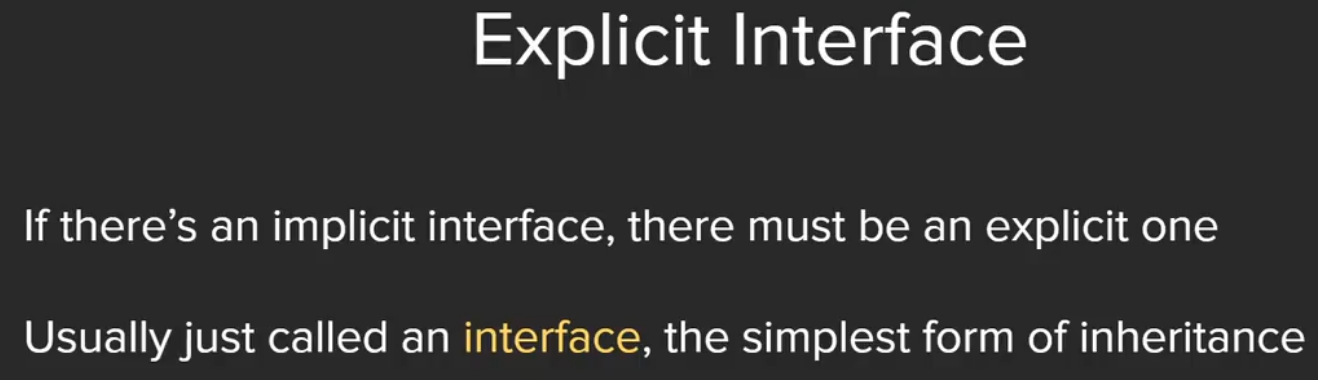 Explicit Interface
If there’s an implicit interface, there must be an explicit one
Usually just called an interface, the simplest form of inheritance